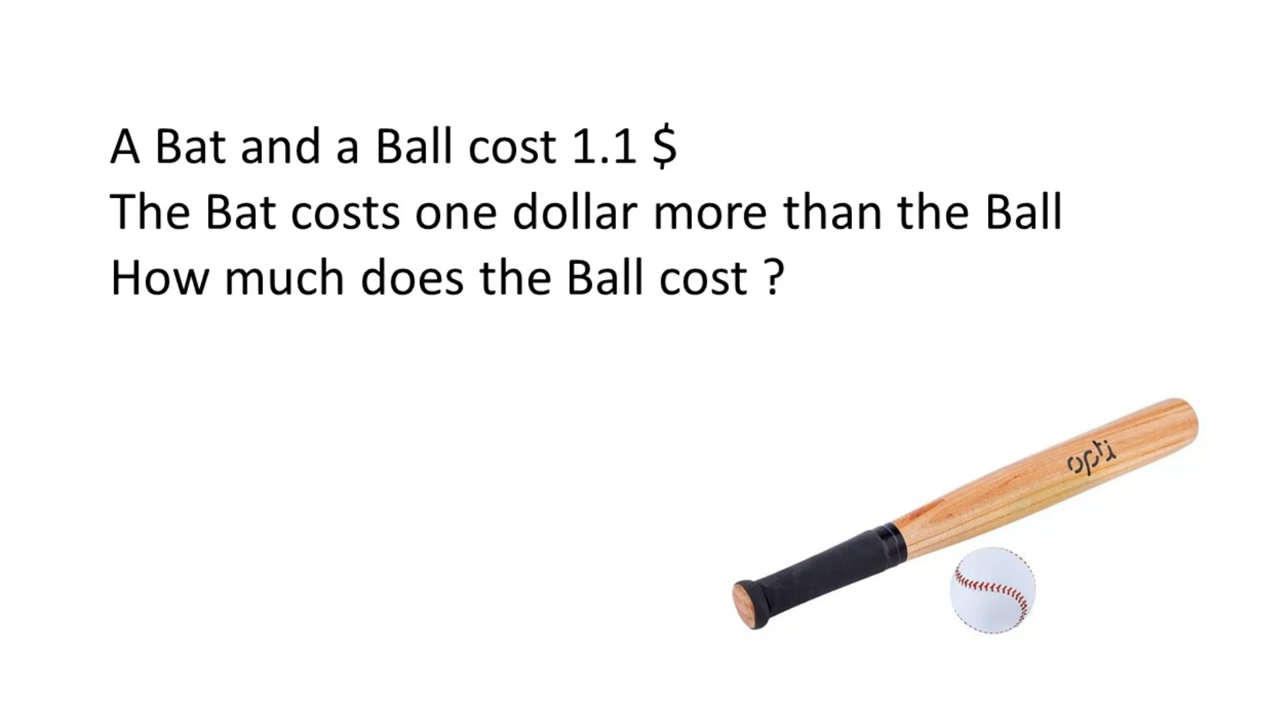 A Bat and a Ball cost 1.1 $
The Bat costs one dollar more than the Ball
How much does the Ball cost ?
opti